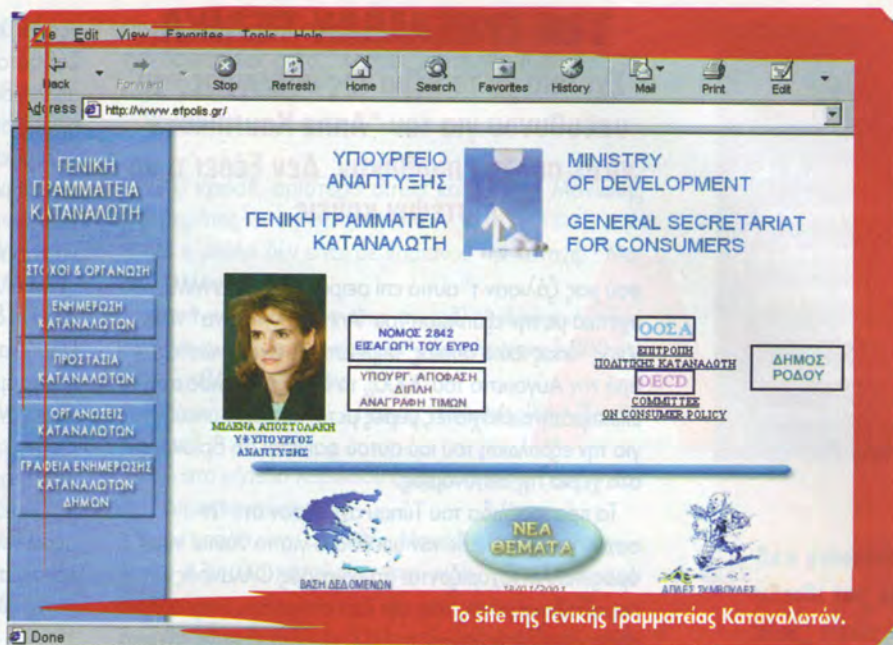 File Edit View Favorites Tools Help
Back Forward Stop Refresh Home Search Favorites History Mail Print Edit
Address http://www.efpolis.gr/
ΓΕΝΙΚΗ
ΓΡΑΜΜΑΤΕΙΑ
ΚΑΤΑΝΑΛΩΤΗ
ΣΤΟΧΟΙ & ΟΡΓΑΝΩΣΗ
ΕΝΗΜΕΡΩΣΗ
ΚΑΤΑΝΑΛΩΤΩΝ
ΠΡΟΣΤΑΣΙΑ
ΚΑΤΑΝΑΛΩΤΩΝ
ΟΡΓΑΝΩΣΕΙΣ
ΚΑΤΑΝΑΛΩΤΩΝ
ΓΡΑΦΕΙΑ ΕΝΗΜΕΡΩΣΗΣ
ΚΑΤΑΝΑΛΩΤΩΝ
ΔΗΜΩΝ
ΥΠΟΥΡΓΕΙΟ
ΑΝΑΠΤΥΞΗΣ
ΓΕΝΙΚΗ ΓΡΑΜΜΑΤΕΙΑ
ΚΑΤΑΝΑΛΩΤΗ
MINISTRY
OF DEVELOPMENT
GENERAL SECRETARIAT
FOR CONSUMERS
ΜΙΛΕΝΑ ΑΠΟΣΤΟΛΑΚΗ
ΥΦΥΠΟΥΡΓΟΣ
ΑΝΑΠΤΥΞΗΣ
ΝΟΜΟΣ 2842
ΕΙΣΑΓΩΓΗ ΤΟΥ ΕΥΡΩ
ΥΠΟΥΡΓ. ΑΠΟΦΑΣΗ
ΔΙΠΛΗ
ΑΝΑΓΡΑΦΗ ΤΙΜΩΝ
ΟΟΣΑ
ΕΠΙΤΡΟΠΗ
ΠΟΛΙΤΙΚΗΣ ΚΑΤΑΝΑΛΩΤΗ
OECD
COMMITTEE
ON CONSUMER POLICY
ΔΗΜΟΣ
ΡΟΔΟΥ
ΒΑΣΗ ΔΕΔΟΜΕΝΩΝ
ΝΕΑ
ΘΕΜΑΤΑ
ΑΠΛΕΣ ΣΥΜΒΟΥΛΕΣ
Το site της Γενικής Γραμματείας Καταναλωτών.
Done